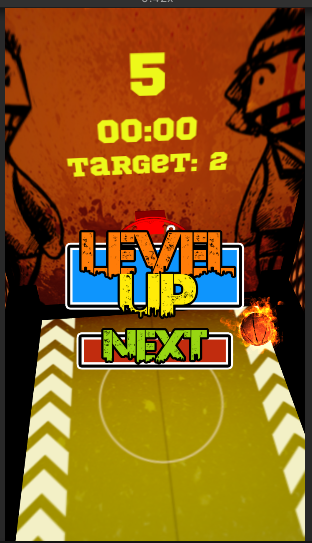 5
00:00
TARGeT: 2
LEVEL
UP
NEXT